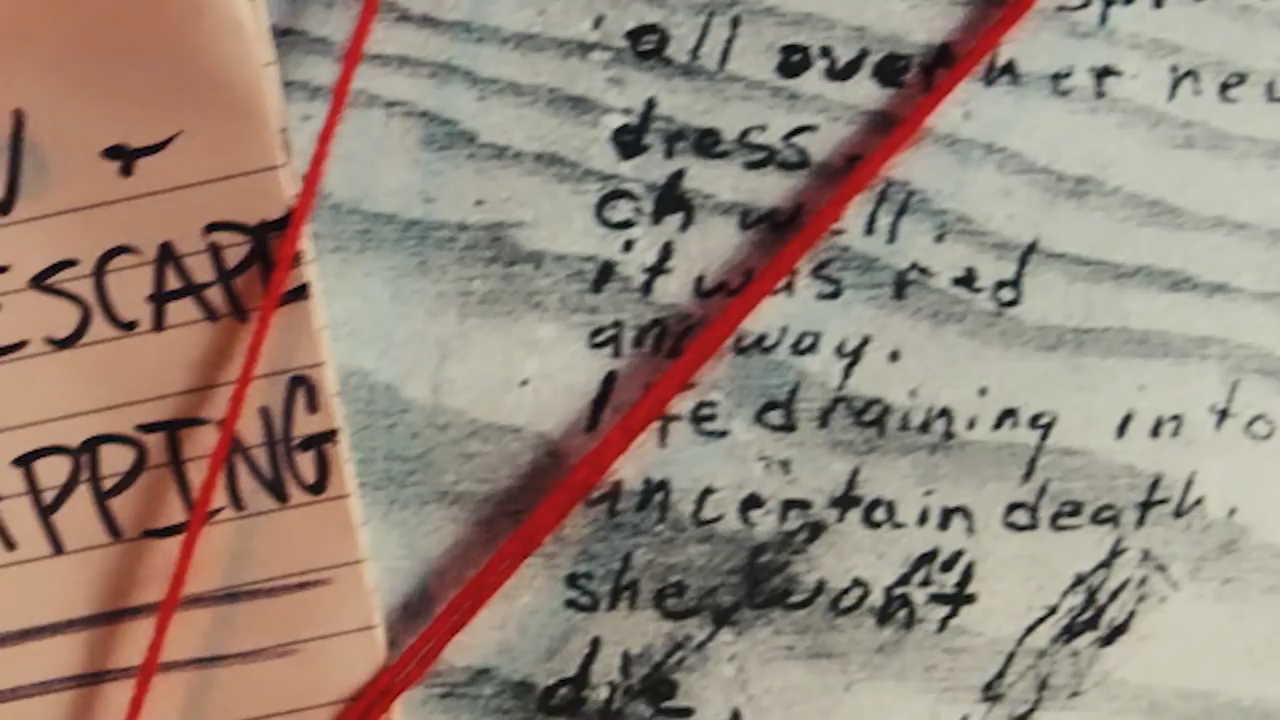 ESCAPE
PPING
all over her new
dress.
oh well.
it was red
anyway.
life draining into
uncertain death.
she won't
die